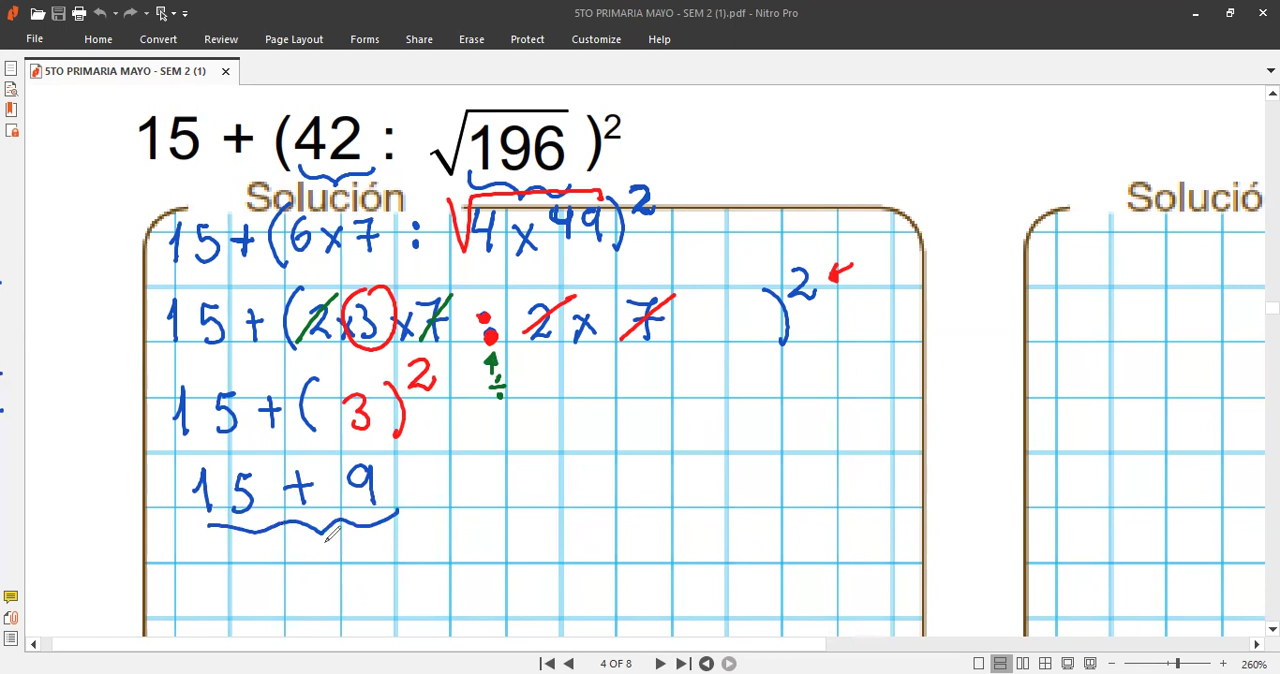 5TO PRIMARIA MAYO - SEM 2 (1).pdf - Nitro Pro
File Home Convert Review Page Layout Forms Share Erase Protect Customize Help
5TO PRIMARIA MAYO - SEM 2 (1) x
15 + (42 : √196 )²
Solución
Solució
15 + (6 x 7 : √4 x 49)²
15 + (2 x 3 x 7 : 2 x 7 )²
÷
15 + ( 3 )²
15 + 9
4 OF 8
260%